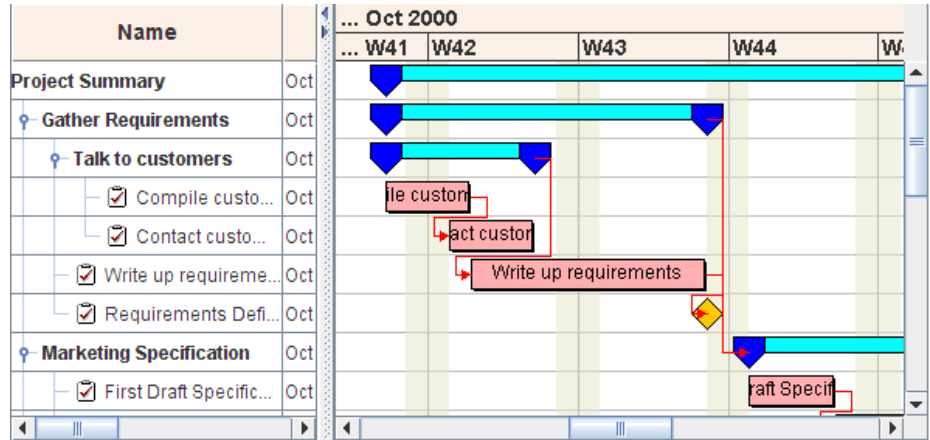 Name
... Oct 2000
... W41 W42 W43 W44 W
Project Summary Oct
Gather Requirements Oct
Talk to customers Oct
Compile custo... Oct ile custom
Contact custo... Oct act custor
Write up requireme... Oct Write up requirements
Requirements Defi... Oct
Marketing Specification Oct
First Draft Specific... Oct raft Specif